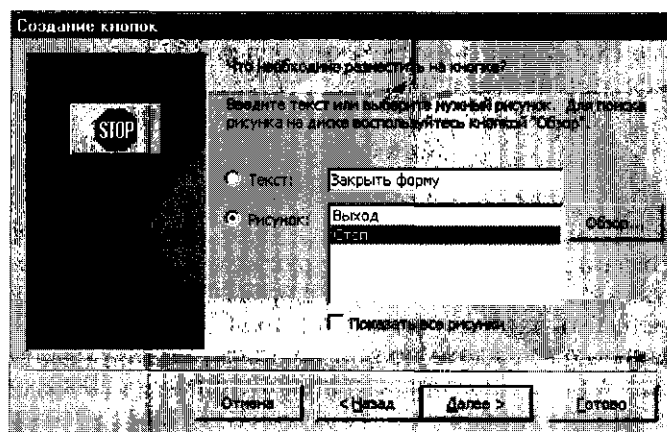 Создание кнопок
Что необходимо разместить на кнопке?
Введите текст или выберите нужный рисунок. Для поиска
рисунка на диске воспользуйтесь кнопкой "Обзор".
STOP
Текст: Закрыть форму
Рисунок: Выход
Стоп
Обзор...
Показать все рисунки
Отмена < Назад Далее > Готово